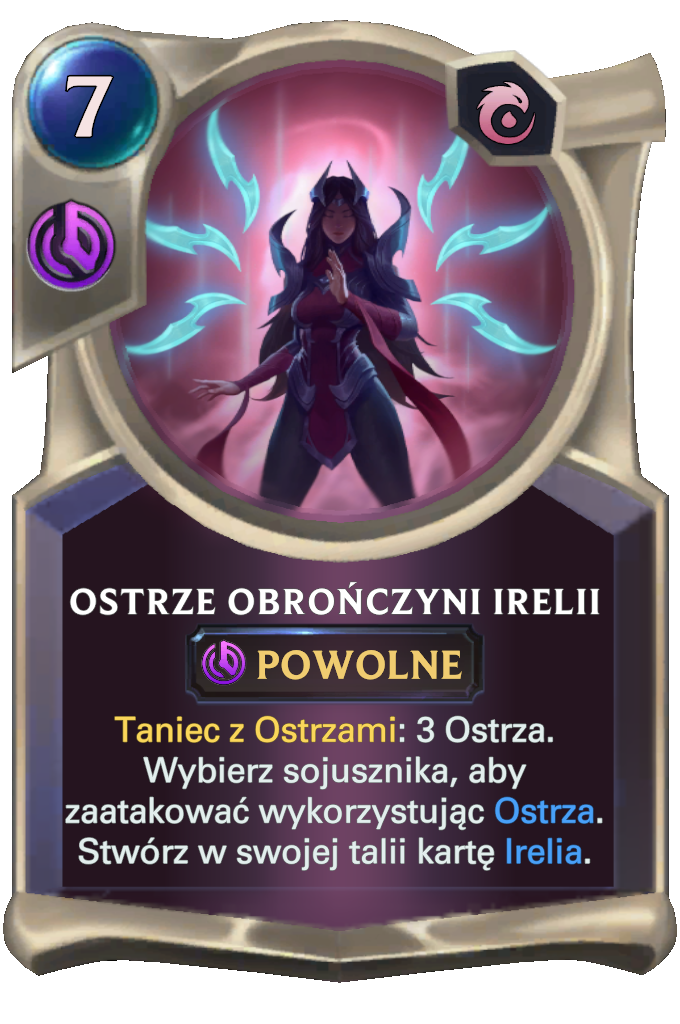 7
OSTRZE OBROŃCZYNI IRELII
POWOLNE
Taniec z Ostrzami: 3 Ostrza.
Wybierz sojusznika, aby
zaatakować wykorzystując Ostrza.
Stwórz w swojej talii kartę Irelia.